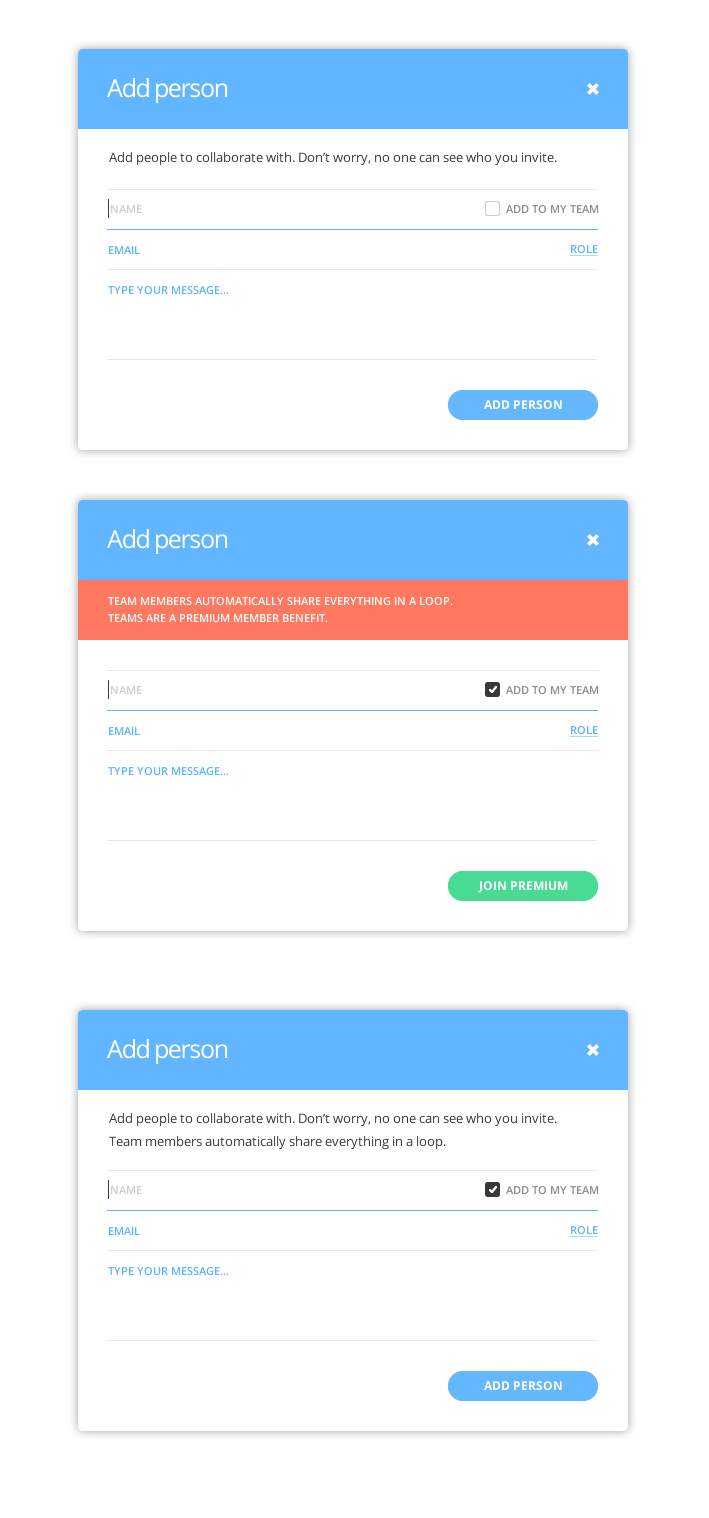 Add person
Add people to collaborate with. Don’t worry, no one can see who you invite.
NAME ADD TO MY TEAM
EMAIL ROLE
TYPE YOUR MESSAGE...
ADD PERSON
Add person
TEAM MEMBERS AUTOMATICALLY SHARE EVERYTHING IN A LOOP.
TEAMS ARE A PREMIUM MEMBER BENEFIT.
NAME ADD TO MY TEAM
EMAIL ROLE
TYPE YOUR MESSAGE...
JOIN PREMIUM
Add person
Add people to collaborate with. Don’t worry, no one can see who you invite.
Team members automatically share everything in a loop.
NAME ADD TO MY TEAM
EMAIL ROLE
TYPE YOUR MESSAGE...
ADD PERSON